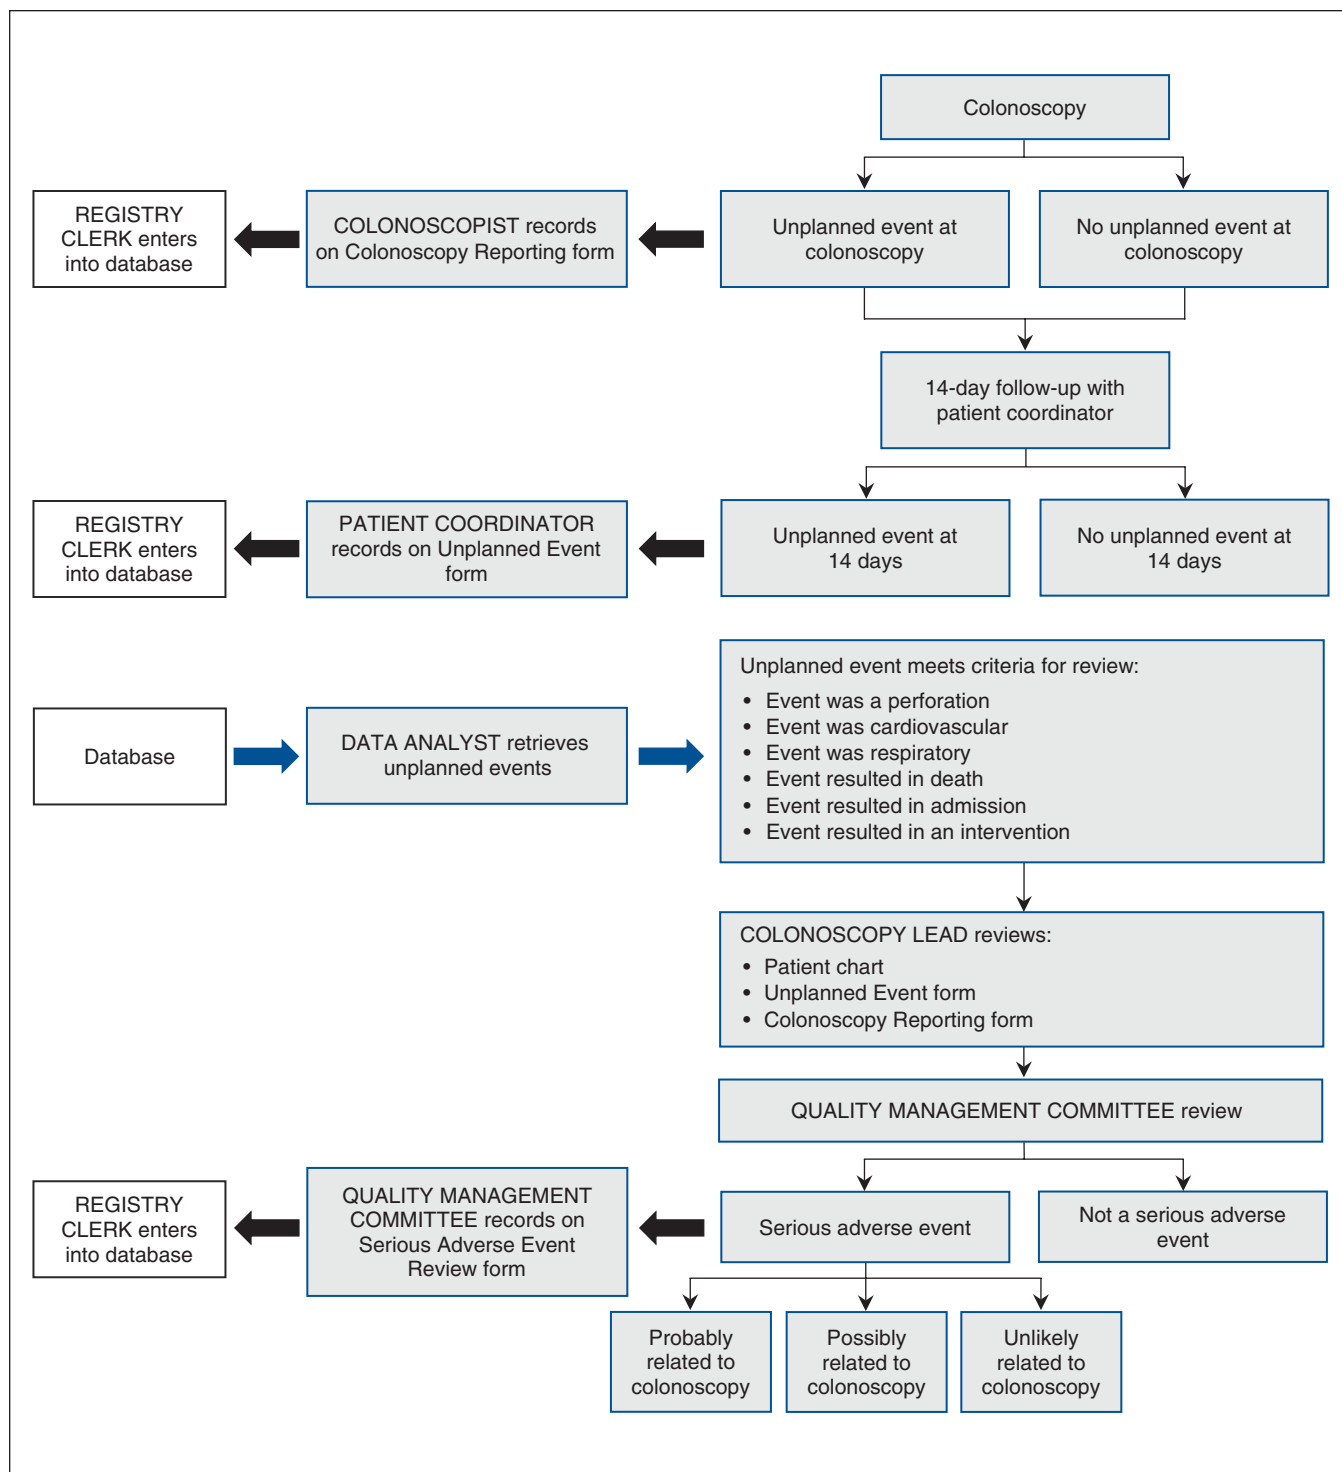 Colonoscopy
REGISTRY
CLERK enters
into database
COLONOSCOPIST records
on Colonoscopy Reporting form
Unplanned event at
colonoscopy
No unplanned event at
colonoscopy
14-day follow-up with
patient coordinator
REGISTRY
CLERK enters
into database
PATIENT COORDINATOR
records on Unplanned Event
form
Unplanned event at
14 days
No unplanned event at
14 days
Database
DATA ANALYST retrieves
unplanned events
Unplanned event meets criteria for review:
• Event was a perforation
• Event was cardiovascular
• Event was respiratory
• Event resulted in death
• Event resulted in admission
• Event resulted in an intervention
COLONOSCOPY LEAD reviews:
• Patient chart
• Unplanned Event form
• Colonoscopy Reporting form
QUALITY MANAGEMENT COMMITTEE review
REGISTRY
CLERK enters
into database
QUALITY MANAGEMENT
COMMITTEE records on
Serious Adverse Event
Review form
Serious adverse event
Not a serious adverse
event
Probably
related to
colonoscopy
Possibly
related to
colonoscopy
Unlikely
related to
colonoscopy